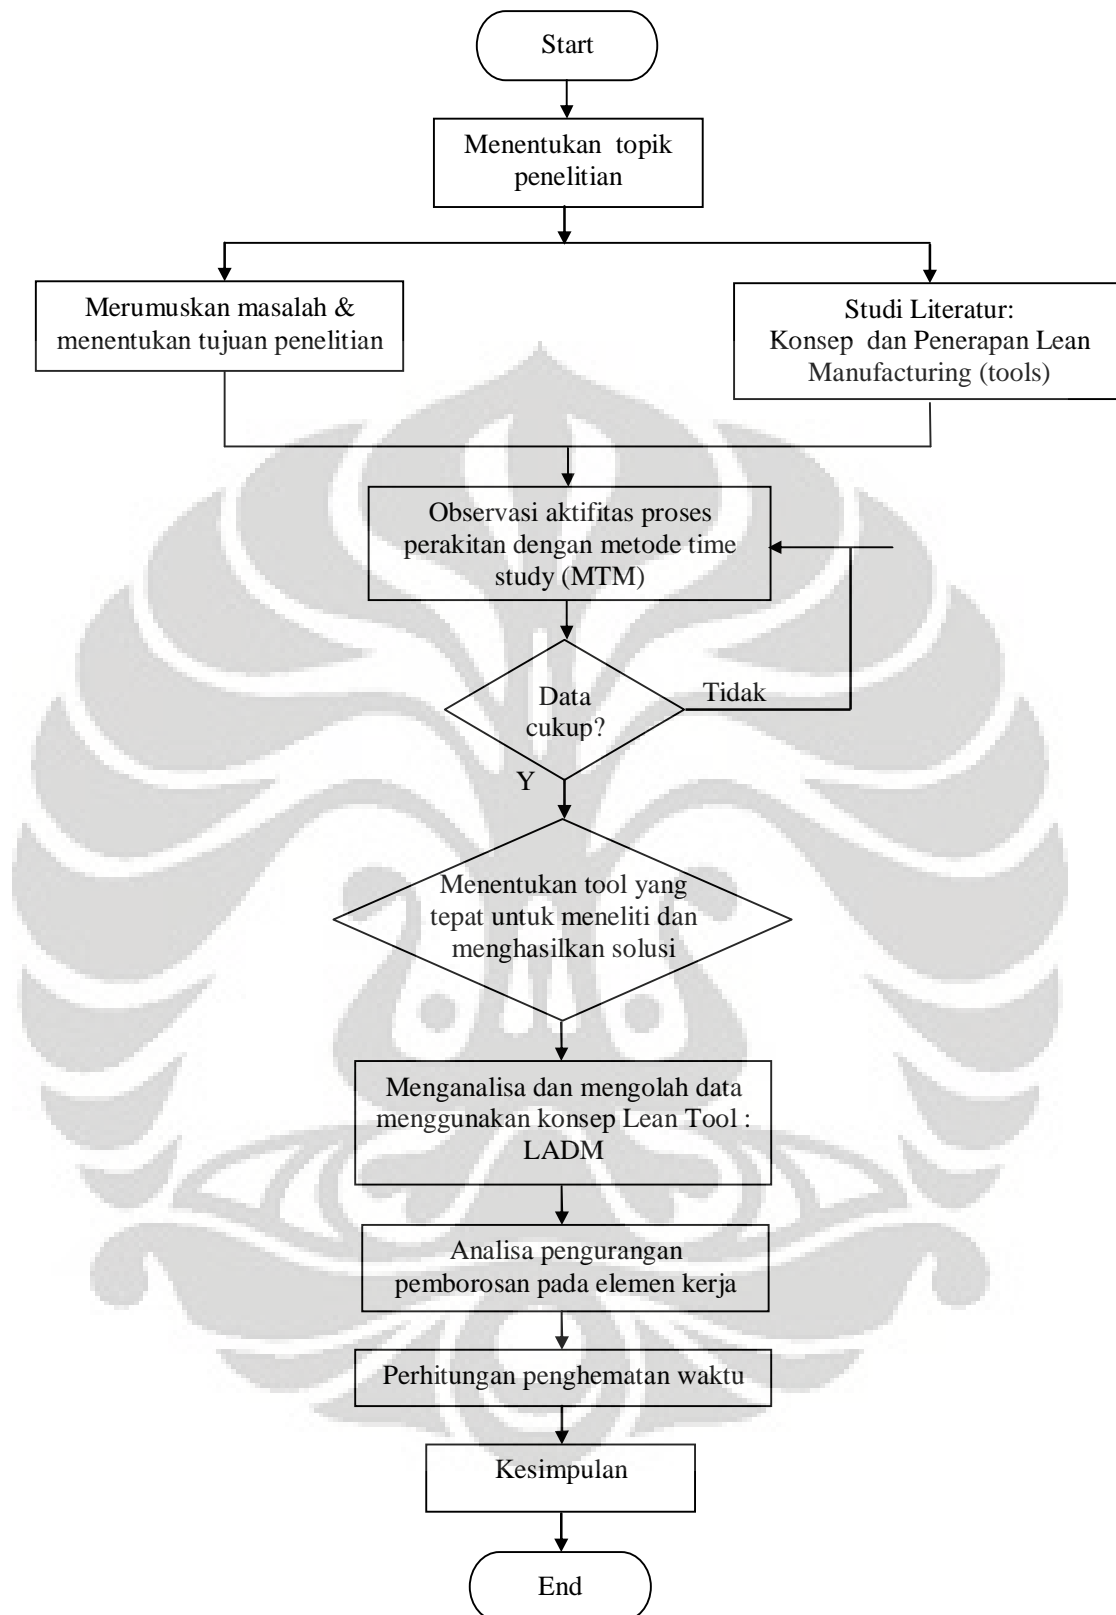 Start
Menentukan topik
penelitian
Merumuskan masalah &
menentukan tujuan penelitian
Studi Literatur:
Konsep dan Penerapan Lean
Manufacturing (tools)
Observasi aktifitas proses
perakitan dengan metode time
study (MTM)
Data
cukup?
Tidak
Y
Menentukan tool yang
tepat untuk meneliti dan
menghasilkan solusi
Menganalisa dan mengolah data
menggunakan konsep Lean Tool :
LADM
Analisa pengurangan
pemborosan pada elemen kerja
Perhitungan penghematan waktu
Kesimpulan
End